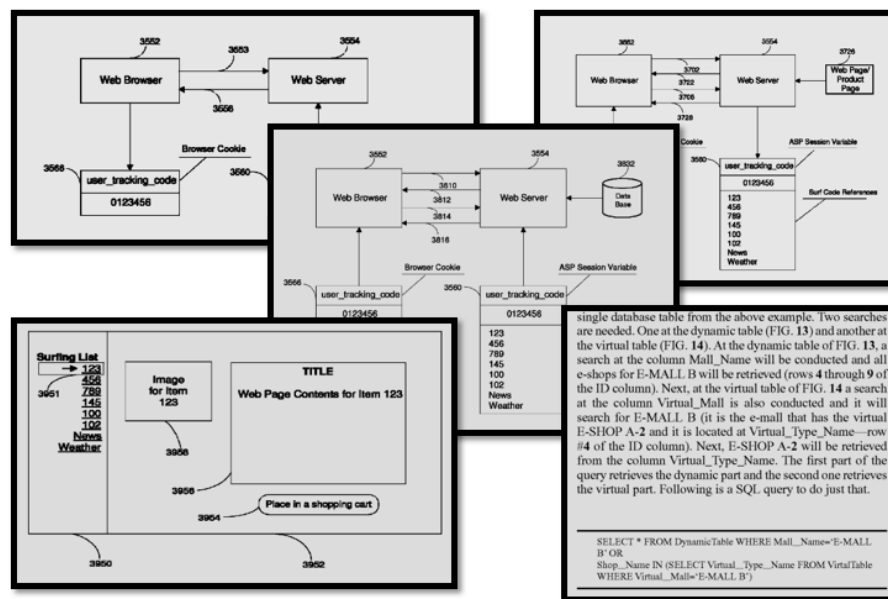 3552
3554
3553
Web Browser
Web Server
3556
3568
Browser Cookie
3560
user_tracking_code
0123456
3554
3726
Web Browser
3702
3722
3706
3728
Web Server
Web Page/
Product
Page
Cookie
3560
ASP Session Variable
user_tracking_code
0123456
Surf Code References
123
456
789
145
100
102
News
Weather
3552
3554
3832
Web Browser
3810
3812
3814
3816
Web Server
Data
Base
3566
Browser Cookie
3560
ASP Session Variable
user_tracking_code
0123456
user_tracking_code
0123456
123
456
789
145
100
102
News
Weather
Surfing List
123
3951
456
789
145
100
102
News
Weather
Image
for Item
123
3958
TITLE
Web Page Contents for Item 123
3956
3954
Place in a shopping cart
3950
3952
single database table from the above example. Two searches
are needed. One at the dynamic table (FIG. 13) and another at
the virtual table (FIG. 14). At the dynamic table of FIG. 13, a
search at the column Mall_Name will be conducted and all
e-shops for E-MALL B will be retrieved (rows 4 through 9 of
the ID column). Next, at the virtual table of FIG. 14 a search
at the column Virtual_Mall is also conducted and it will
search for E-MALL B (it is the e-mall that has the virtual
E-SHOP A-2 and it is located at Virtual_Type_Name—row
#4 of the ID column). Next, E-SHOP A-2 will be retrieved
from the column Virtual_Type_Name. The first part of the
query retrieves the dynamic part and the second one retrieves
the virtual part. Following is a SQL query to do just that.
SELECT * FROM DynamicTable WHERE Mall_Name='E-MALL
B' OR
Shop_Name IN (SELECT Virtual_Type_Name FROM VirtalTable
WHERE Virtual_Mall='E-MALL B')